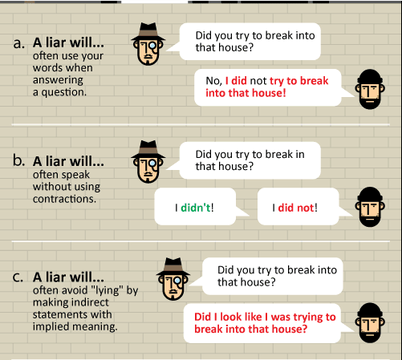 a. A liar will...
often use your
words when
answering
a question.
Did you try to break into
that house?
No, I did not try to break
into that house!
b. A liar will...
often speak
without using
contractions.
Did you try to break in
that house?
I didn't!
I did not!
c. A liar will...
often avoid "lying" by
making indirect
statements with
implied meaning.
Did you try to break into
that house?
Did I look like I was trying to
break into that house?